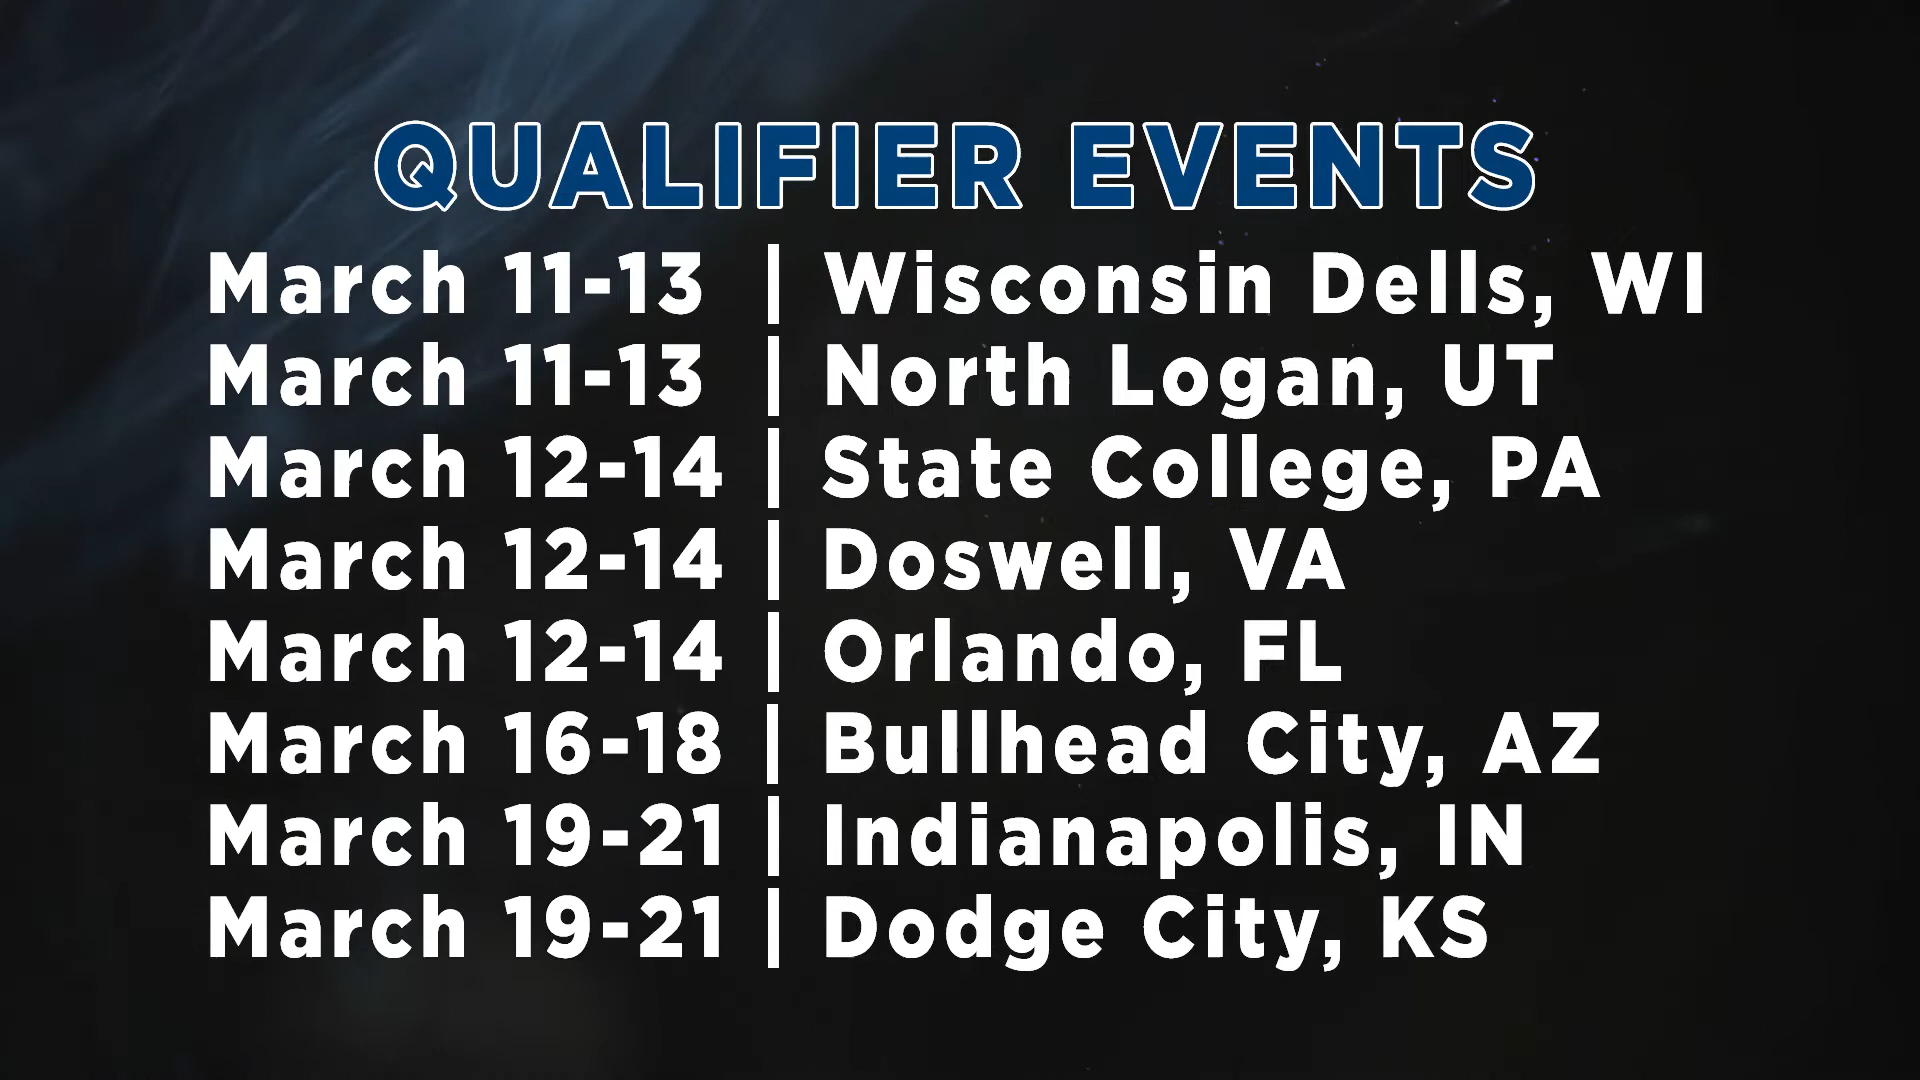 QUALIFIER EVENTS
March 11-13 | Wisconsin Dells, WI
March 11-13 | North Logan, UT
March 12-14 | State College, PA
March 12-14 | Doswell, VA
March 12-14 | Orlando, FL
March 16-18 | Bullhead City, AZ
March 19-21 | Indianapolis, IN
March 19-21 | Dodge City, KS